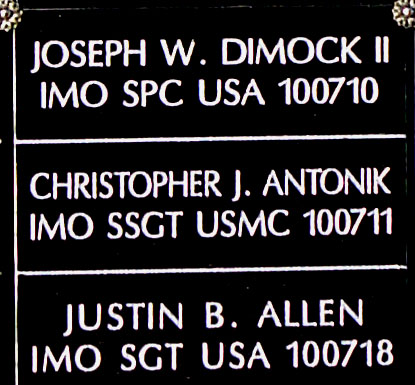 JOSEPH W. DIMOCK II
IMO SPC USA 100710
CHRISTOPHER J. ANTONIK
IMO SSGT USMC 100711
JUSTIN B. ALLEN
IMO SGT USA 100718